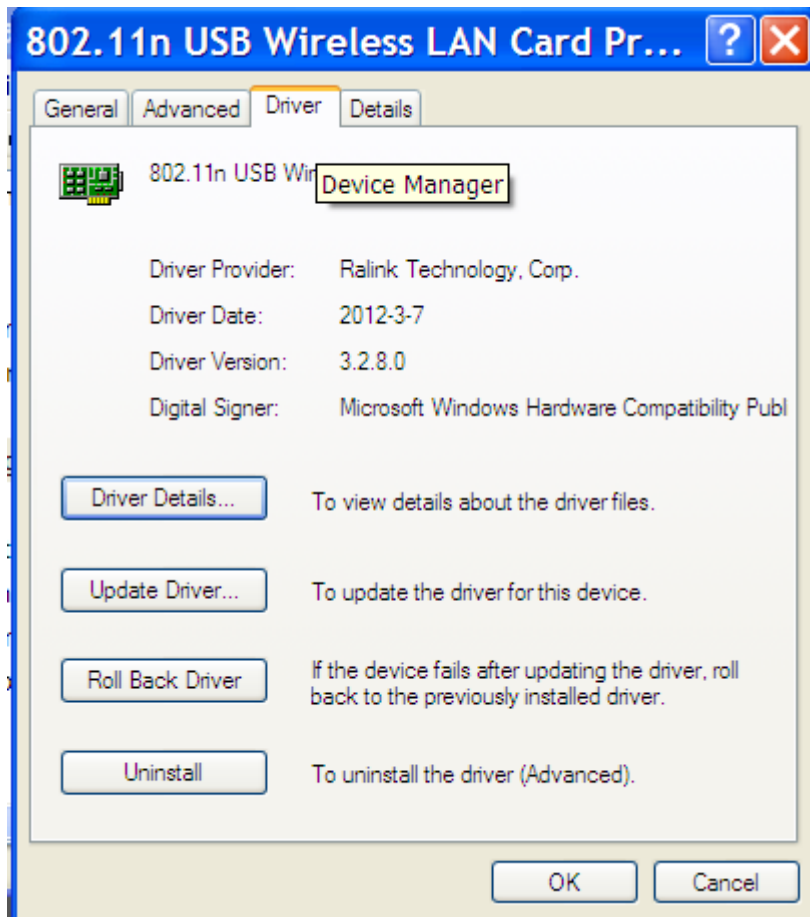 802.11n USB Wireless LAN Card Pr...
General Advanced Driver Details
802.11n USB Wir
Device Manager
Driver Provider: Ralink Technology, Corp.
Driver Date: 2012-3-7
Driver Version: 3.2.8.0
Digital Signer: Microsoft Windows Hardware Compatibility Publ
Driver Details... To view details about the driver files.
Update Driver... To update the driver for this device.
Roll Back Driver If the device fails after updating the driver, roll
back to the previously installed driver.
Uninstall To uninstall the driver (Advanced).
OK Cancel